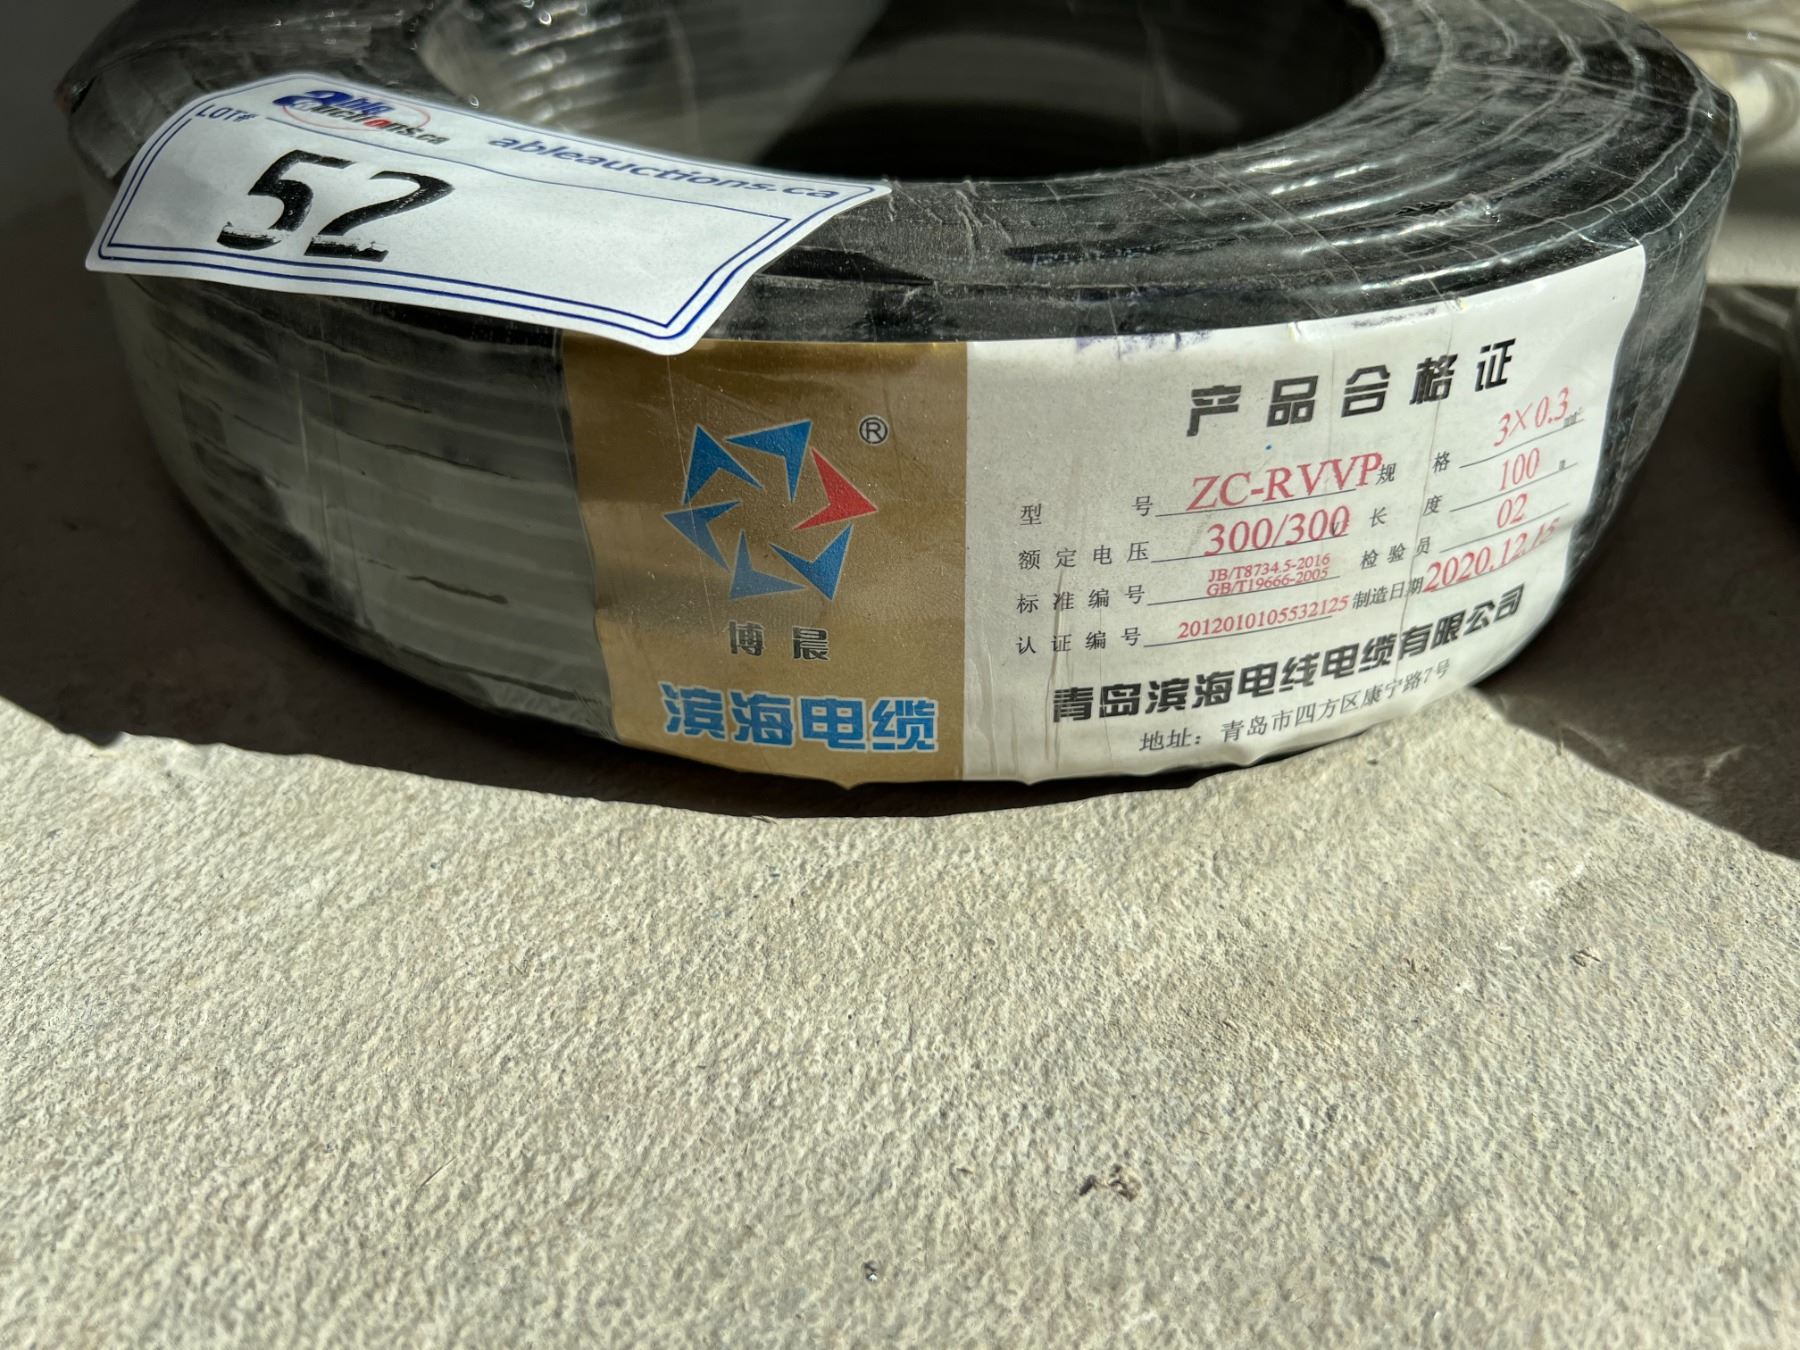 LOT#
Able Auctions.ca
ableauctions.ca
52
®
博晨
滨海电缆
产品合格证
型号 ZC-RVVP 规格 3×0.3 mm²
额定电压 300/300 V 长度 100 m
标准编号 JB/T8734.5-2016 GB/T19666-2005 检验员 02
认证编号 2012010105532125 制造日期 2020.12.15
青岛滨海电线电缆有限公司
地址：青岛市四方区康宁路7号